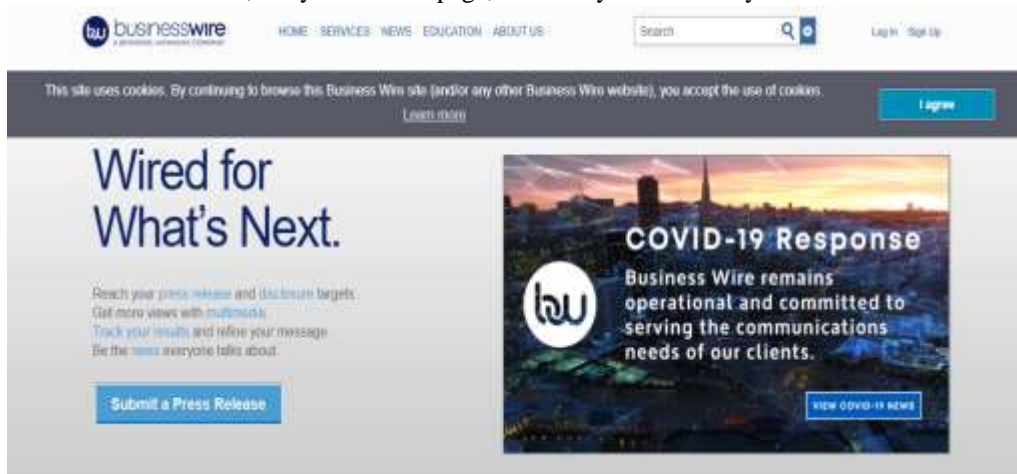 businesswire
A BERKSHIRE HATHAWAY COMPANY
HOME SERVICES NEWS EDUCATION ABOUT US
Search
Log In Sign Up
This site uses cookies. By continuing to browse this Business Wire site (and/or any other Business Wire website), you accept the use of cookies.
Learn more
I agree
Wired for
What's Next.
Reach your press release and disclosure targets.
Get more views with multimedia.
Track your results and refine your message.
Be the news everyone talks about.
Submit a Press Release
COVID-19 Response
bw
Business Wire remains
operational and committed to
serving the communications
needs of our clients.
VIEW COVID-19 NEWS